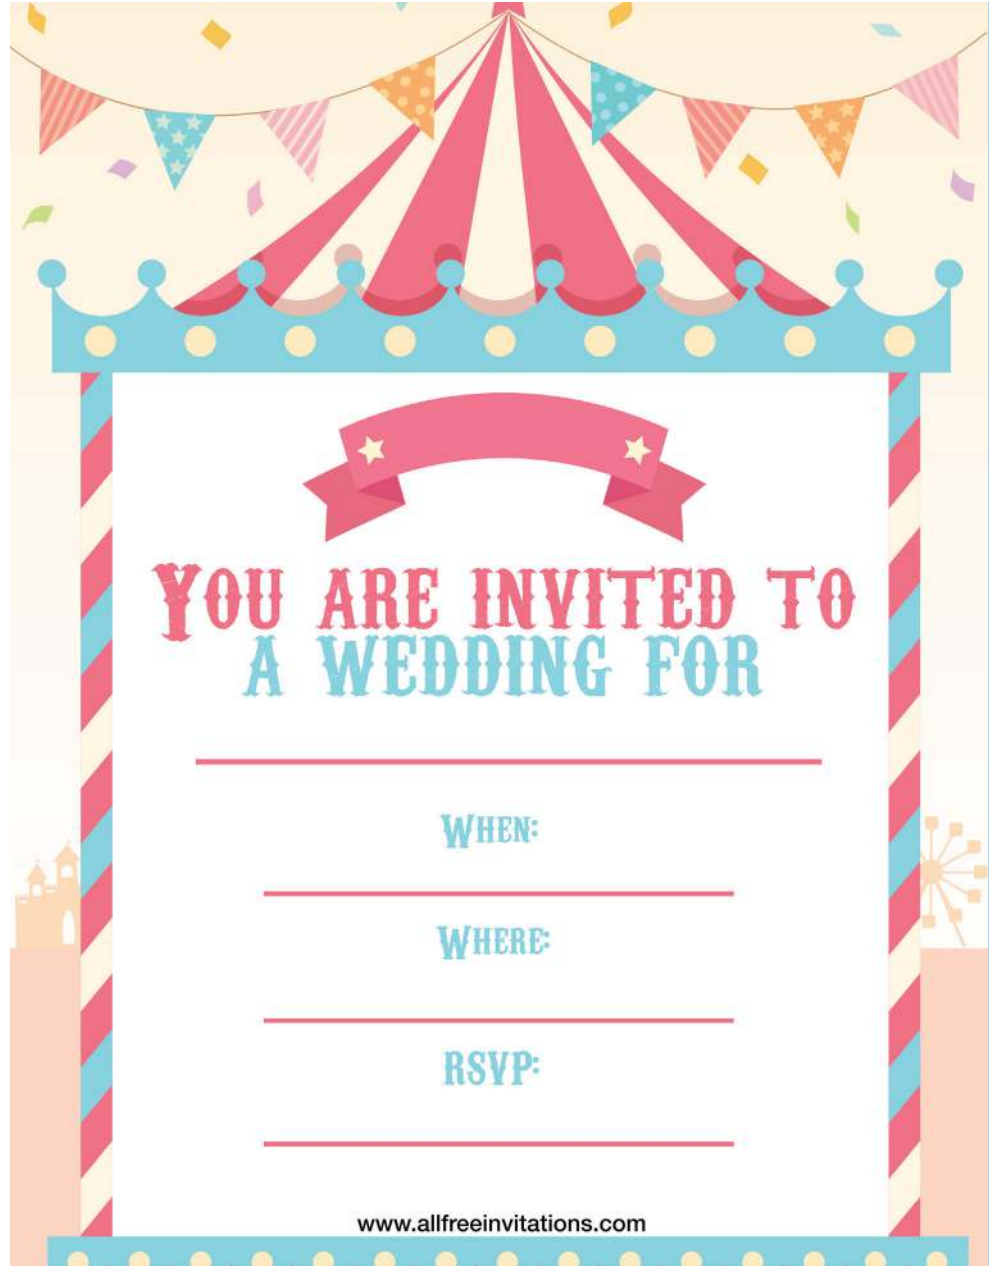 You are invited to
a wedding for
When:
Where:
RSVP:
www.allfreeinvitations.com